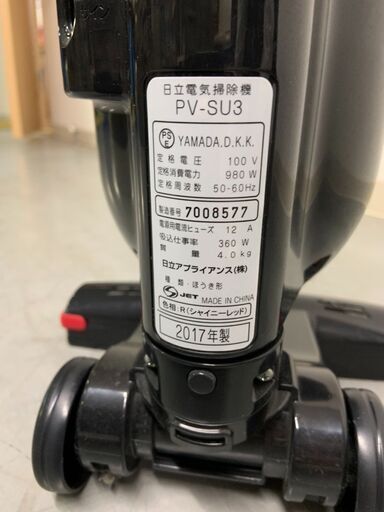 日立電気掃除機
PV-SU3
PS E YAMADA.D.K.K.
定格電圧 100 V
定格消費電力 980 W
定格周波数 50-60Hz
製造番号 7008577
電源用電流ヒューズ 12 A
吸込仕事率 360 W
質量 4.0kg
日立アプライアンス(株)
種類・ほうき形
JET MADE IN CHINA
色相:R(シャイニーレッド)
2017年製